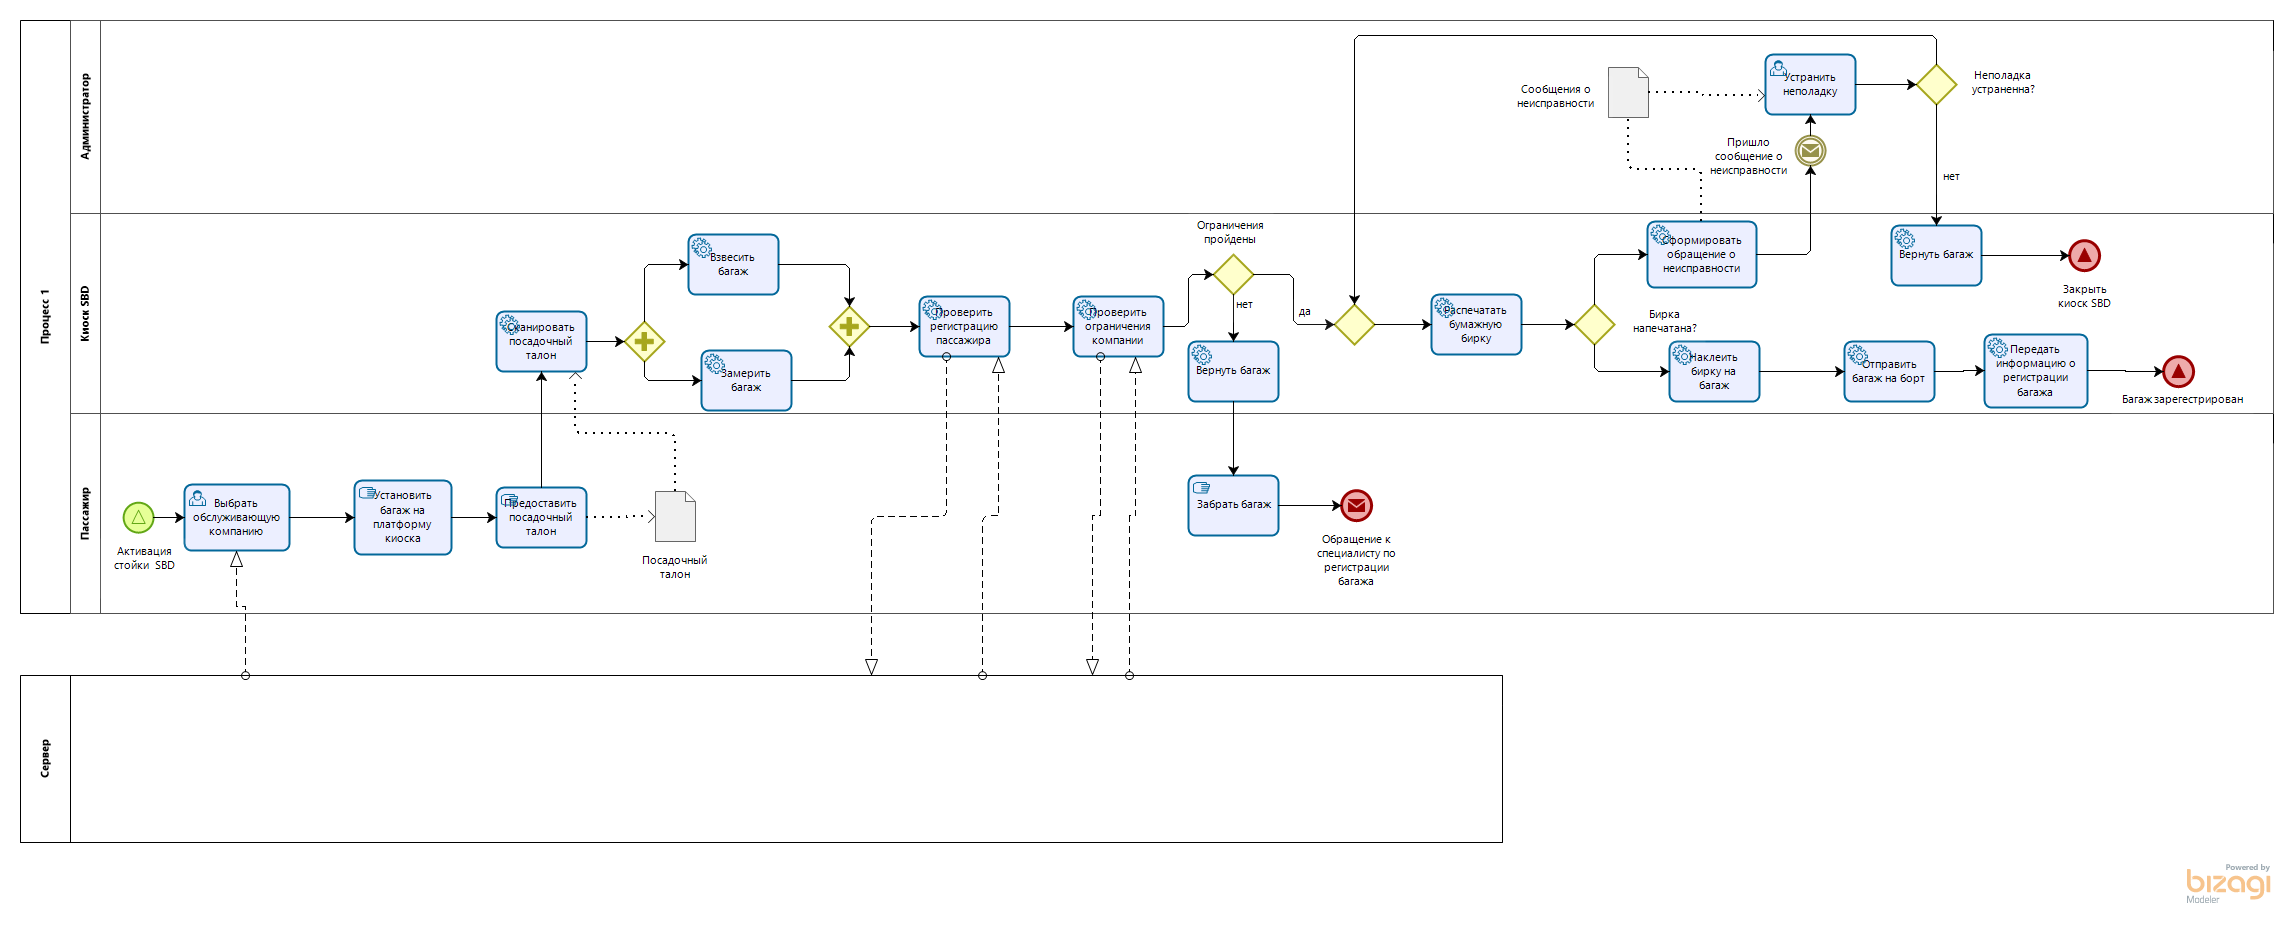 Процесс 1
Администратор
Сообщения о
неисправности
Устранить
неполадку
Неполадка
устраненна?
Пришло
сообщение о
неисправности
нет
Киоск SBD
Сканировать
посадочный
талон
Взвесить
багаж
Замерить
багаж
Проверить
регистрацию
пассажира
Проверить
ограничения
компании
Ограничения
пройдены
нет
да
Вернуть багаж
Распечатать
бумажную
бирку
Бирка
напечатана?
Сформировать
обращение о
неисправности
Вернуть багаж
Закрыть
киоск SBD
Наклеить
бирку на
багаж
Отправить
багаж на борт
Передать
информацию о
регистрации
багажа
Багаж зарегестрирован
Пассажир
Активация
стойки SBD
Выбрать
обслуживающую
компанию
Установить
багаж на
платформу
киоска
Предоставить
посадочный
талон
Посадочный
талон
Забрать багаж
Обращение к
специалисту по
регистрации
багажа
Сервер
Powered by
bizagi
Modeler